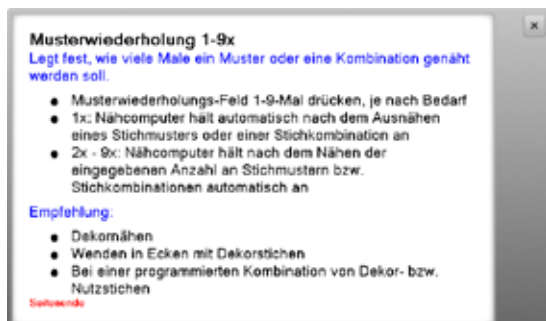 Musterwiederholung 1-9x
Legt fest, wie viele Male ein Muster oder eine Kombination genäht
werden soll.
● Musterwiederholungs-Feld 1-9-Mal drücken, je nach Bedarf
● 1x: Nähcomputer hält automatisch nach dem Ausnähen
eines Stichmusters oder einer Stichkombination an
● 2x - 9x: Nähcomputer hält nach dem Nähen der
eingegebenen Anzahl an Stichmustern bzw.
Stichkombinationen automatisch an
Empfehlung:
● Dekornähen
● Wenden in Ecken mit Dekorstichen
● Bei einer programmierten Kombination von Dekor- bzw.
Nutzstichen
Seitenende